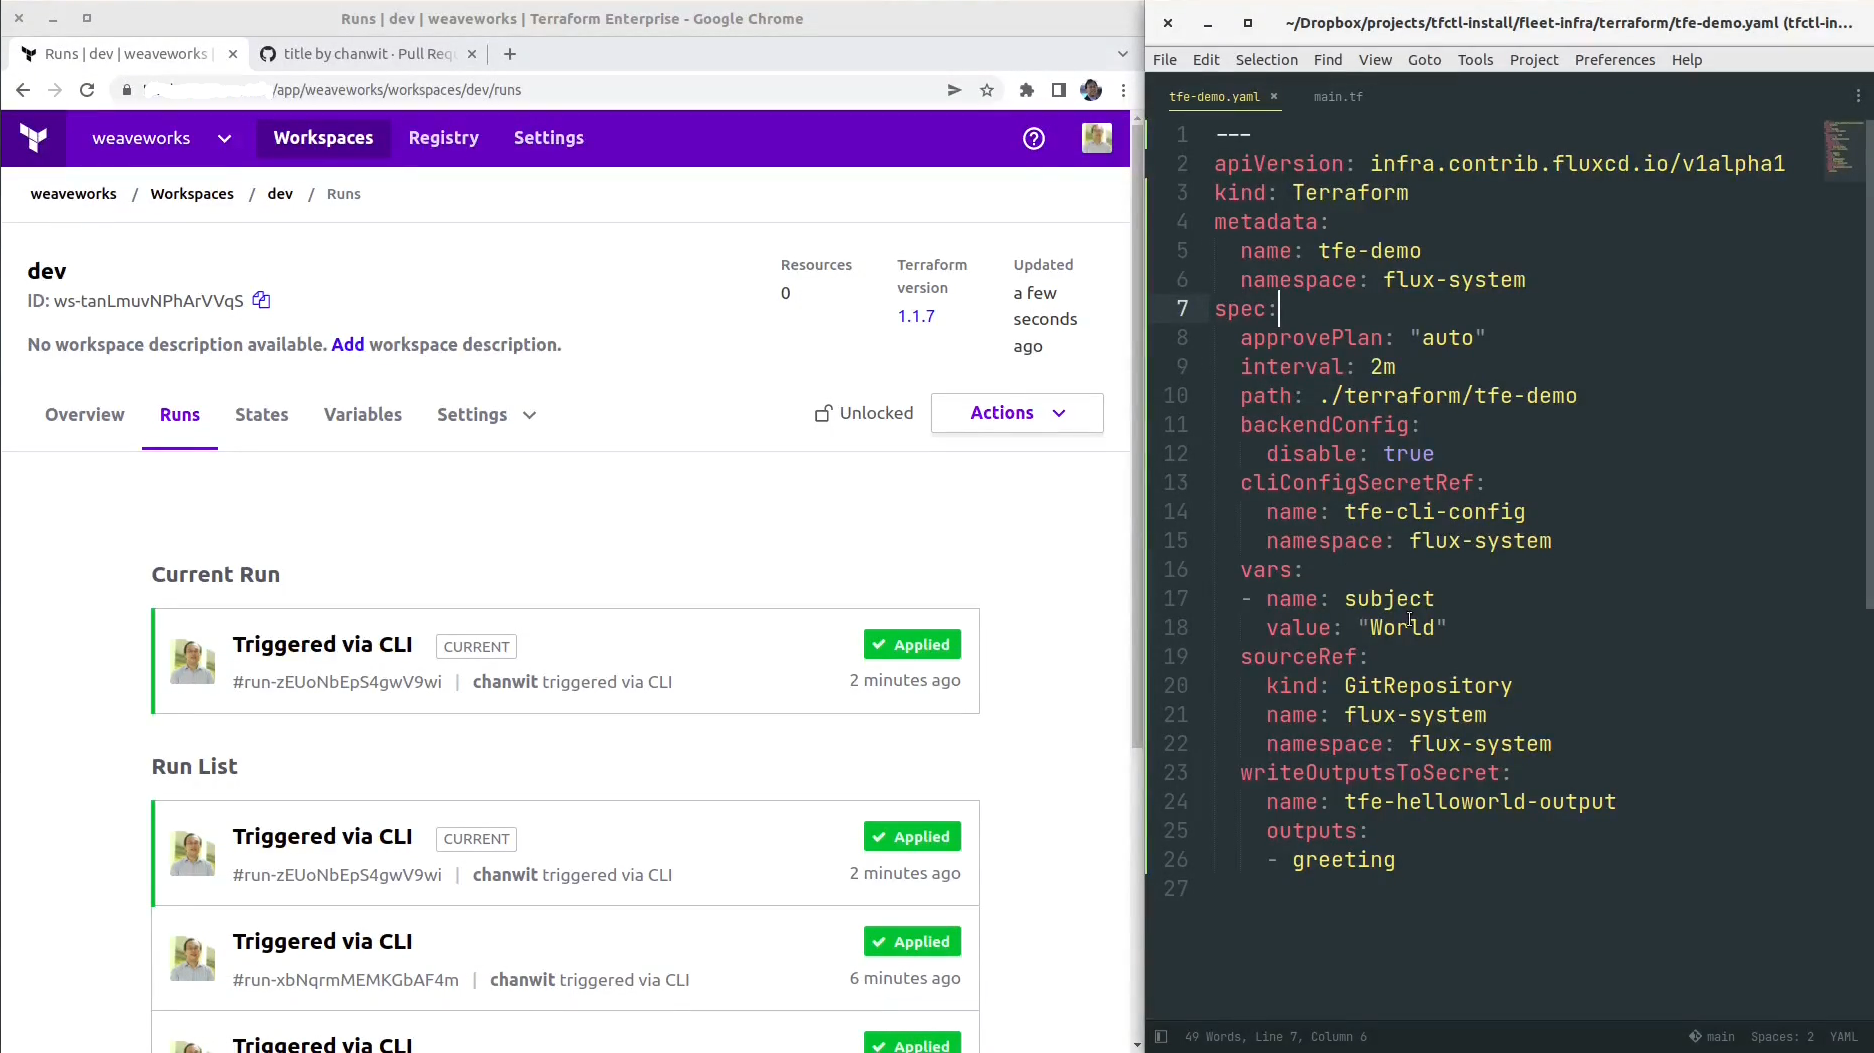 Runs | dev | weaveworks | Terraform Enterprise - Google Chrome
Runs | dev | weaveworks |
title by chanwit · Pull Req
/app/weaveworks/workspaces/dev/runs
weaveworks
Workspaces
Registry
Settings
weaveworks / Workspaces / dev / Runs
dev
ID: ws-tanLmuvNPhArVVqS
No workspace description available. Add workspace description.
Resources
0
Terraform version
1.1.7
Updated
a few seconds ago
Overview
Runs
States
Variables
Settings
Unlocked
Actions
Current Run
Triggered via CLI CURRENT
Applied
#run-zEUoNbEpS4gwV9wi | chanwit triggered via CLI
2 minutes ago
Run List
Triggered via CLI CURRENT
Applied
#run-zEUoNbEpS4gwV9wi | chanwit triggered via CLI
2 minutes ago
Triggered via CLI
Applied
#run-xbNqrmMEMKGbAF4m | chanwit triggered via CLI
6 minutes ago
Triggered via CLI
Applied
~/Dropbox/projects/tfctl-install/fleet-infra/terraform/tfe-demo.yaml (tfctl-in...
File Edit Selection Find View Goto Tools Project Preferences Help
tfe-demo.yaml
main.tf
1 ---
2 apiVersion: infra.contrib.fluxcd.io/v1alpha1
3 kind: Terraform
4 metadata:
5 name: tfe-demo
6 namespace: flux-system
7 spec:
8 approvePlan: "auto"
9 interval: 2m
10 path: ./terraform/tfe-demo
11 backendConfig:
12 disable: true
13 cliConfigSecretRef:
14 name: tfe-cli-config
15 namespace: flux-system
16 vars:
17 - name: subject
18 value: "World"
19 sourceRef:
20 kind: GitRepository
21 name: flux-system
22 namespace: flux-system
23 writeOutputsToSecret:
24 name: tfe-helloworld-output
25 outputs:
26 - greeting
27
49 Words, Line 7, Column 6
main
Spaces: 2
YAML